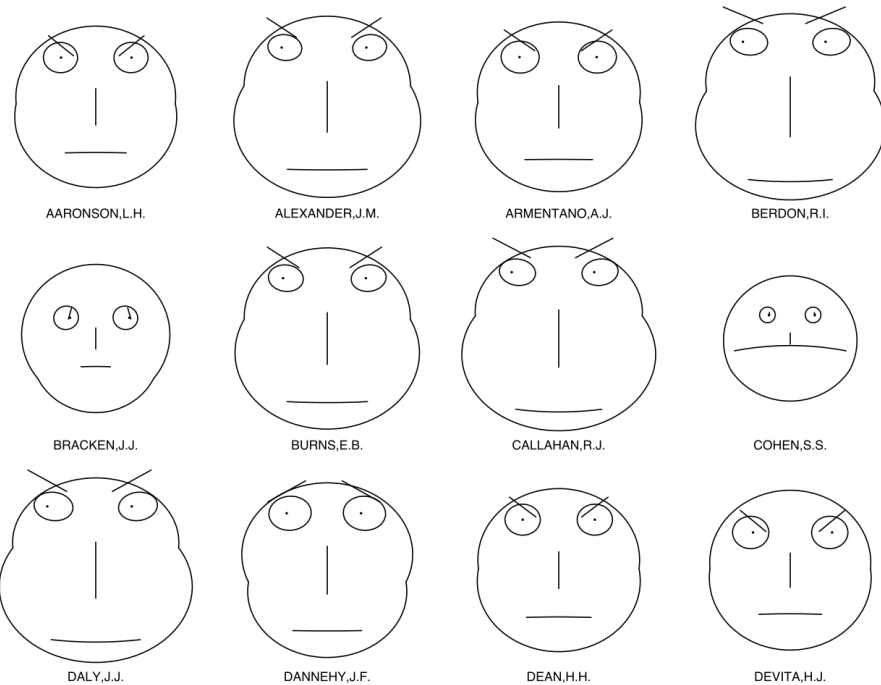 AARONSON,L.H.
ALEXANDER,J.M.
ARMENTANO,A.J.
BERDON,R.I.
BRACKEN,J.J.
BURNS,E.B.
CALLAHAN,R.J.
COHEN,S.S.
DALY,J.J.
DANNEHY,J.F.
DEAN,H.H.
DEVITA,H.J.